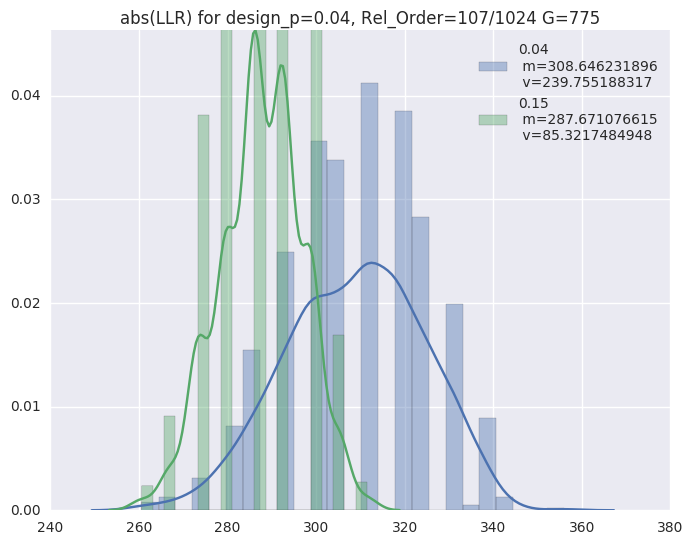 abs(LLR) for design_p=0.04, Rel_Order=107/1024 G=775
0.04
m=308.646231896
v=239.755188317
0.15
m=287.671076615
v=85.3217484948
0.04
0.03
0.02
0.01
0.00
240 260 280 300 320 340 360 380